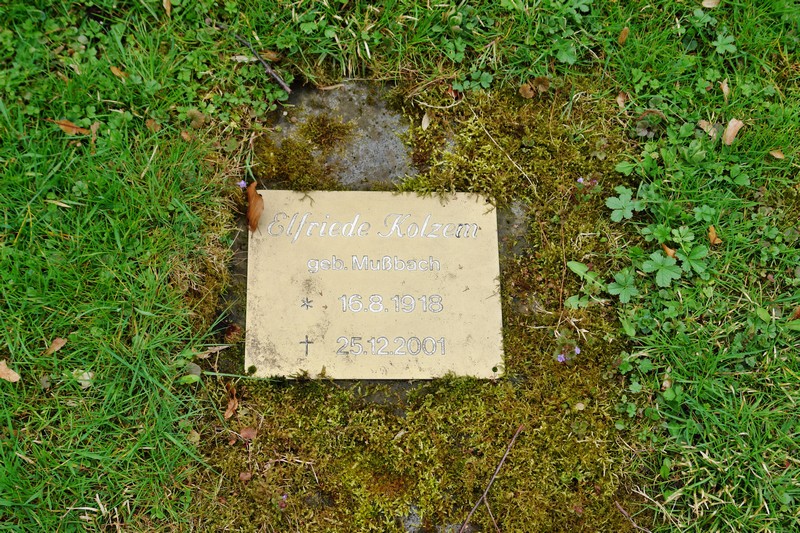 Elfriede Kolzem
geb. Mußbach
* 16.8.1918
† 25.12.2001